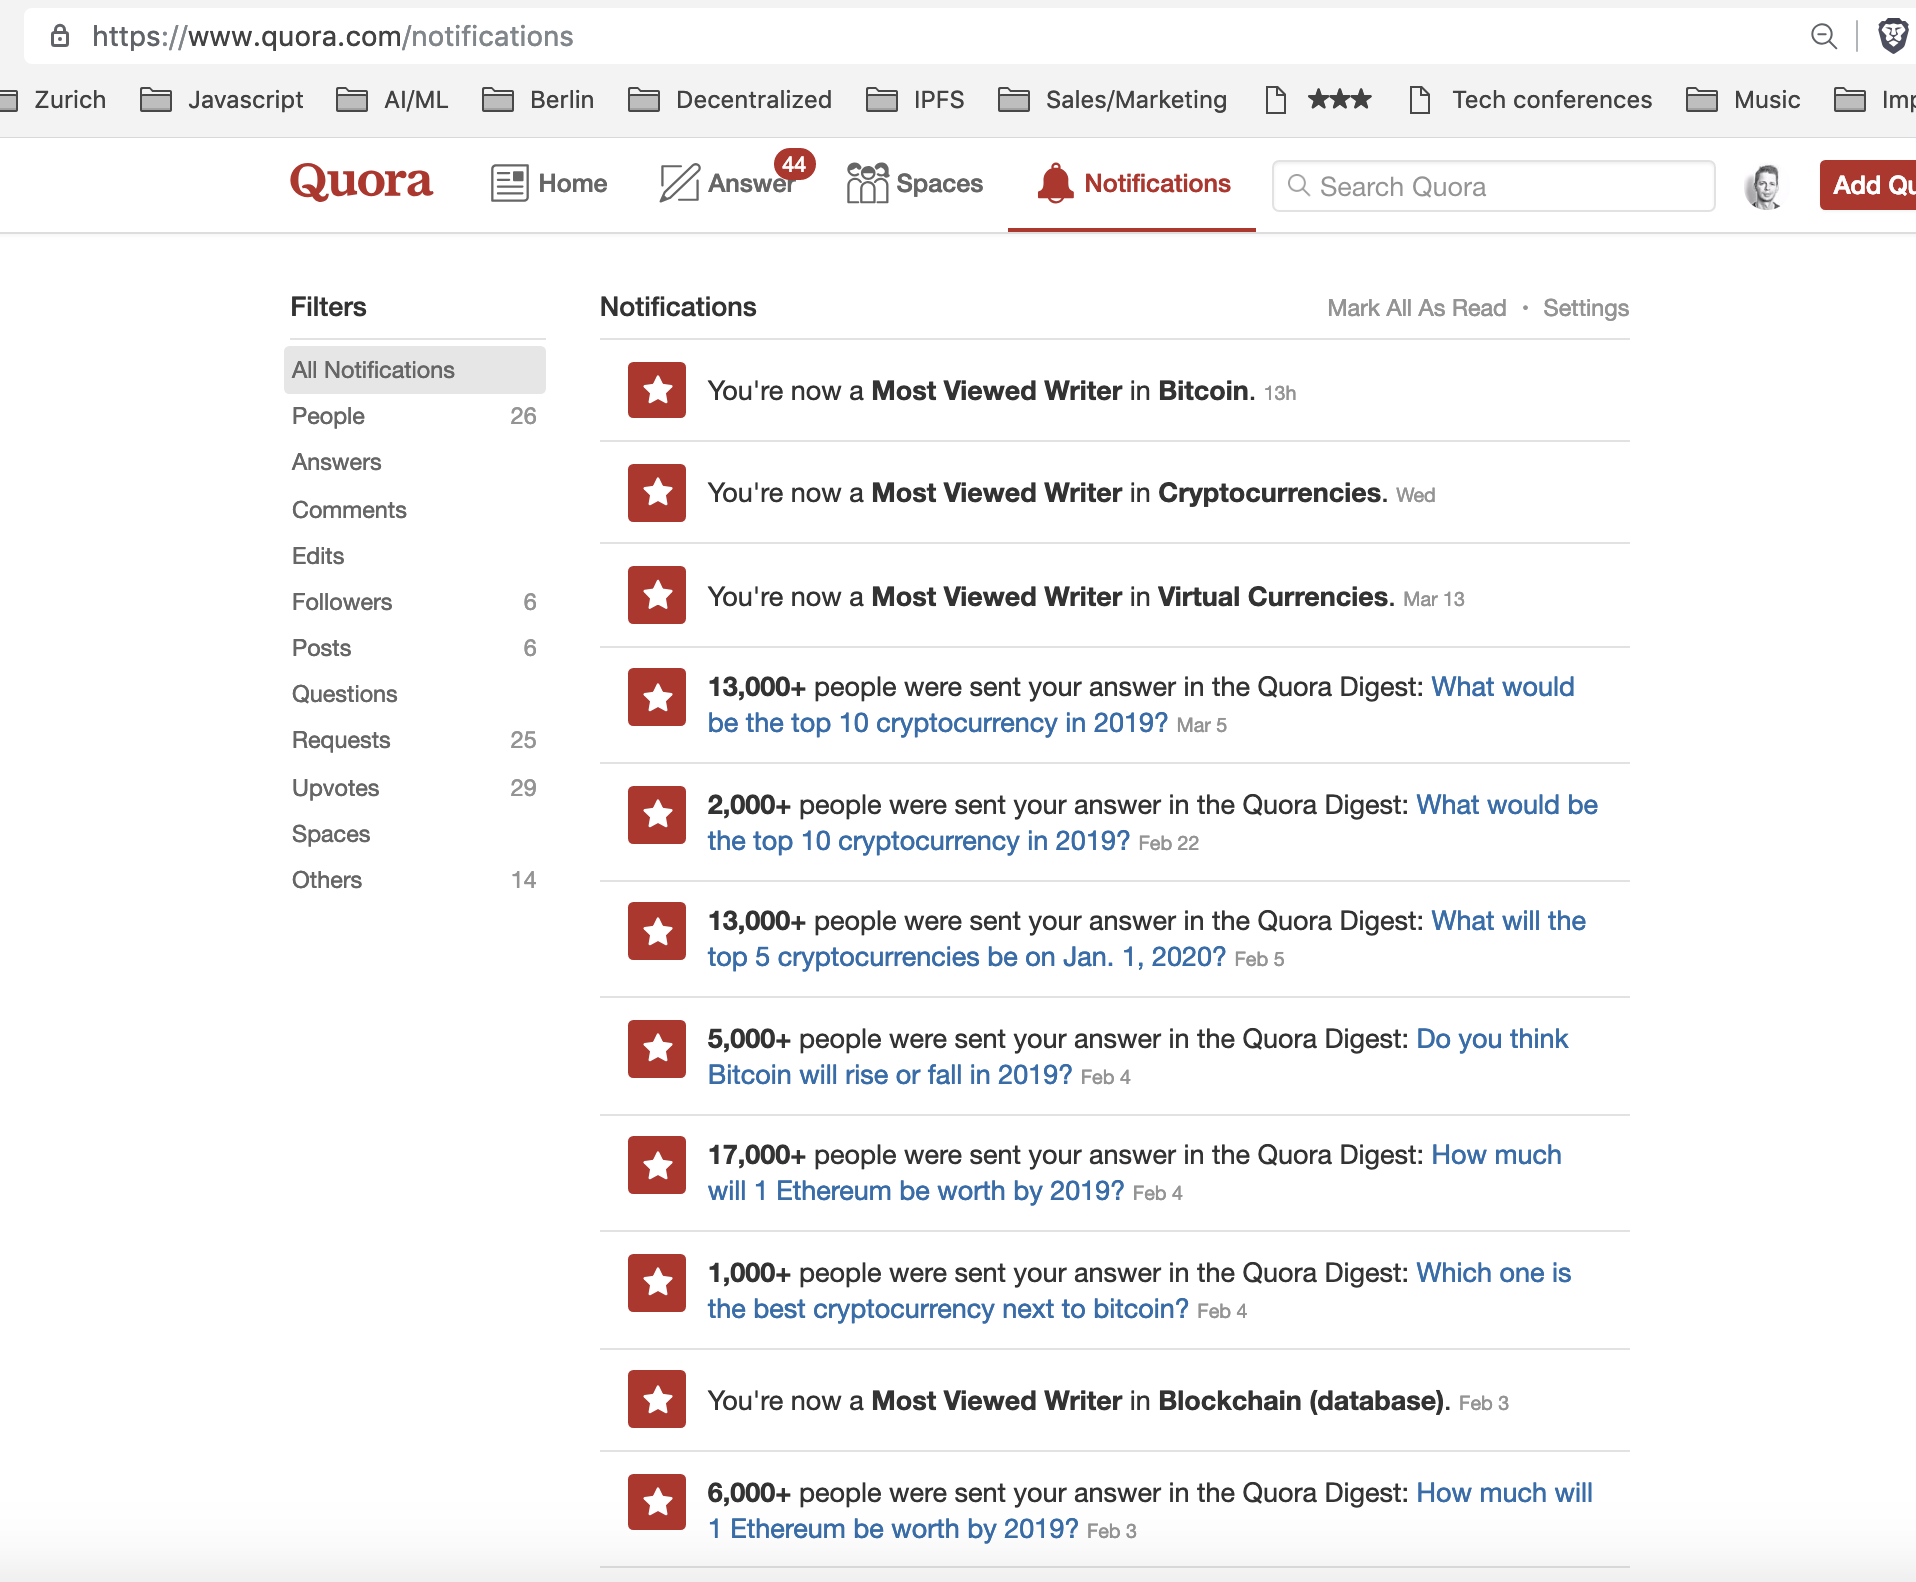 https://www.quora.com/notifications
Zurich Javascript AI/ML Berlin Decentralized IPFS Sales/Marketing ★★★ Tech conferences Music Imp
Quora Home Answer 44 Spaces Notifications Search Quora Add Qu
Filters
All Notifications
People 26
Answers
Comments
Edits
Followers 6
Posts 6
Questions
Requests 25
Upvotes 29
Spaces
Others 14
Notifications Mark All As Read • Settings
You're now a Most Viewed Writer in Bitcoin. 13h
You're now a Most Viewed Writer in Cryptocurrencies. Wed
You're now a Most Viewed Writer in Virtual Currencies. Mar 13
13,000+ people were sent your answer in the Quora Digest: What would
be the top 10 cryptocurrency in 2019? Mar 5
2,000+ people were sent your answer in the Quora Digest: What would be
the top 10 cryptocurrency in 2019? Feb 22
13,000+ people were sent your answer in the Quora Digest: What will the
top 5 cryptocurrencies be on Jan. 1, 2020? Feb 5
5,000+ people were sent your answer in the Quora Digest: Do you think
Bitcoin will rise or fall in 2019? Feb 4
17,000+ people were sent your answer in the Quora Digest: How much
will 1 Ethereum be worth by 2019? Feb 4
1,000+ people were sent your answer in the Quora Digest: Which one is
the best cryptocurrency next to bitcoin? Feb 4
You're now a Most Viewed Writer in Blockchain (database). Feb 3
6,000+ people were sent your answer in the Quora Digest: How much will
1 Ethereum be worth by 2019? Feb 3